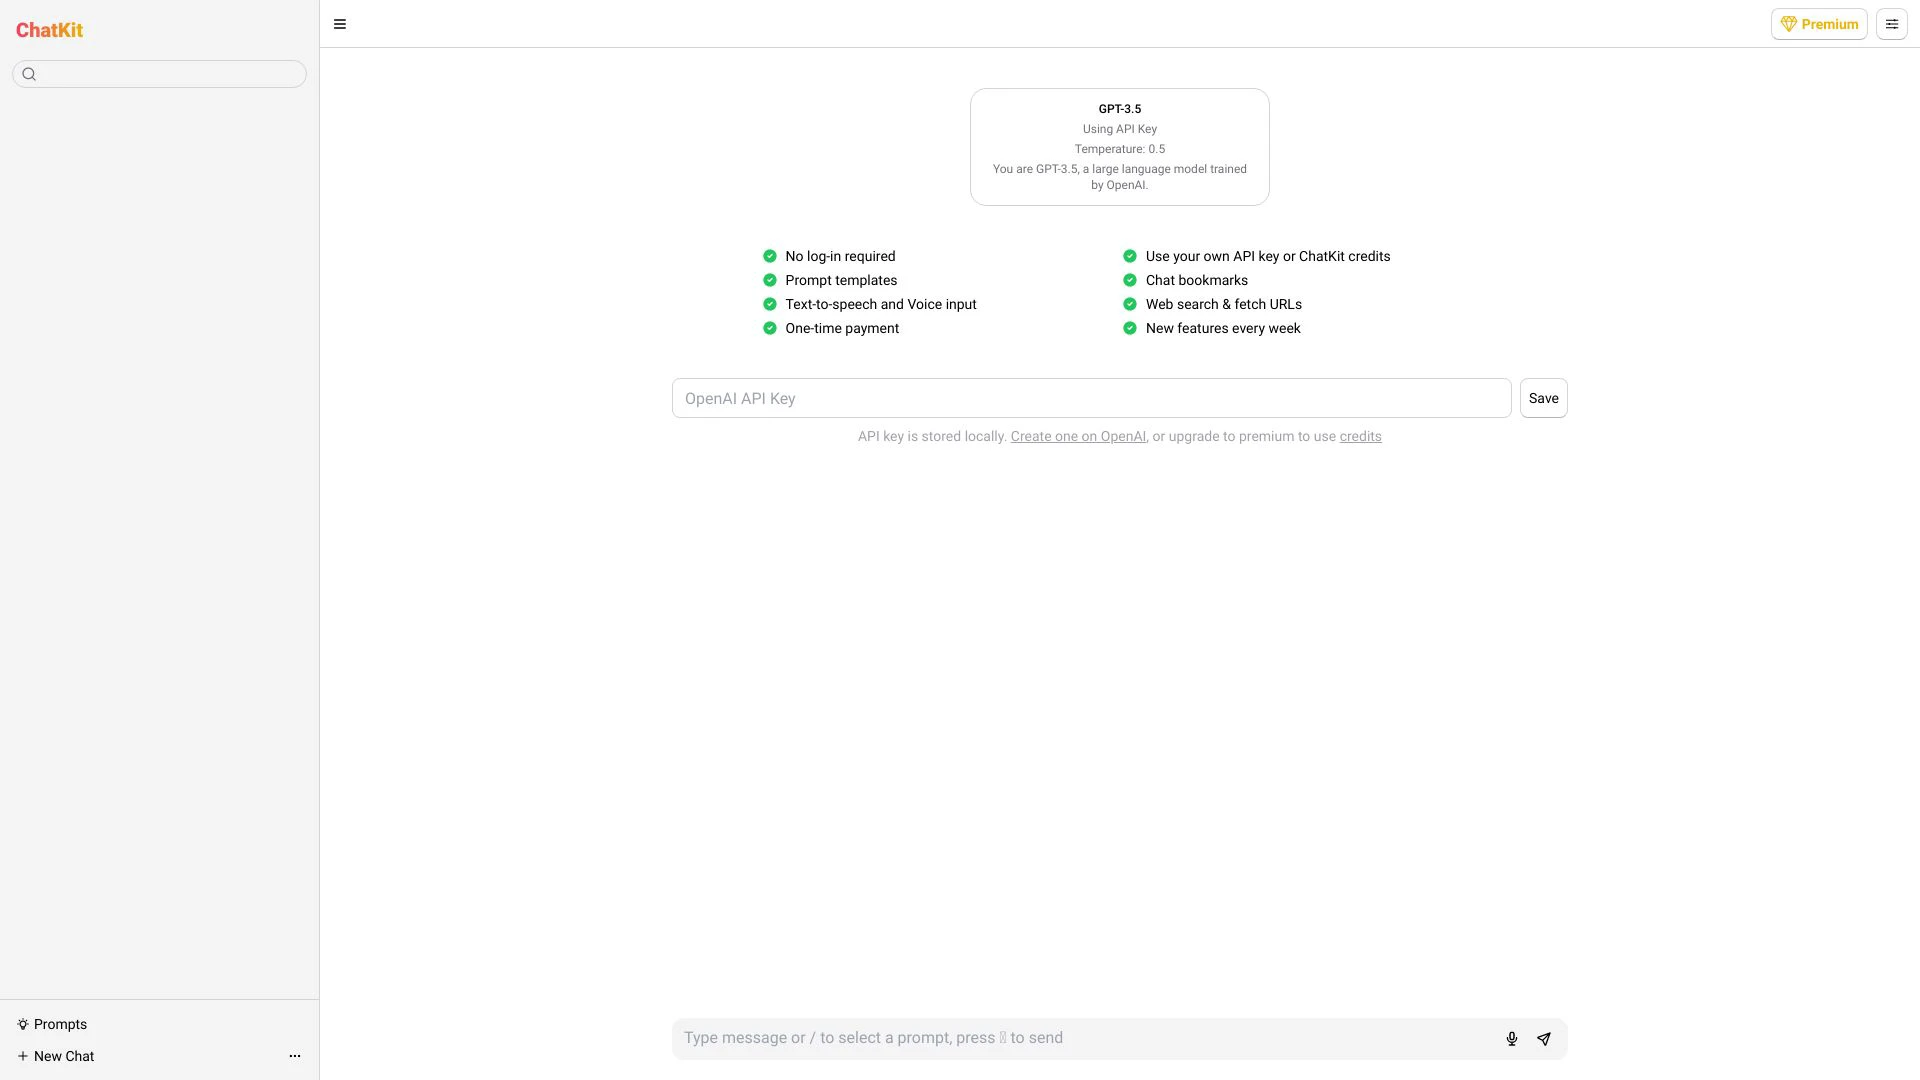 ChatKit
Premium
GPT-3.5
Using API Key
Temperature: 0.5
You are GPT-3.5, a large language model trained
by OpenAI.
No log-in required
Prompt templates
Text-to-speech and Voice input
One-time payment
Use your own API key or ChatKit credits
Chat bookmarks
Web search & fetch URLs
New features every week
OpenAI API Key
Save
API key is stored locally. Create one on OpenAI, or upgrade to premium to use credits
Prompts
New Chat
Type message or / to select a prompt, press to send